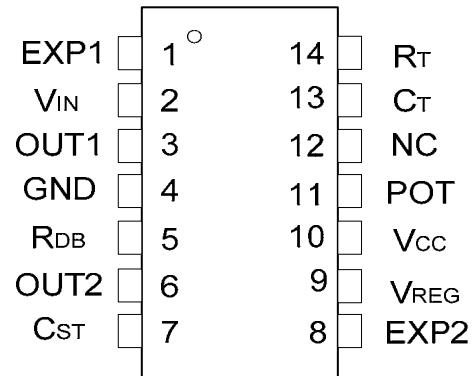 EXP1 1 14 RT
VIN 2 13 CT
OUT1 3 12 NC
GND 4 11 POT
RDB 5 10 VCC
OUT2 6 9 VREG
CST 7 8 EXP2